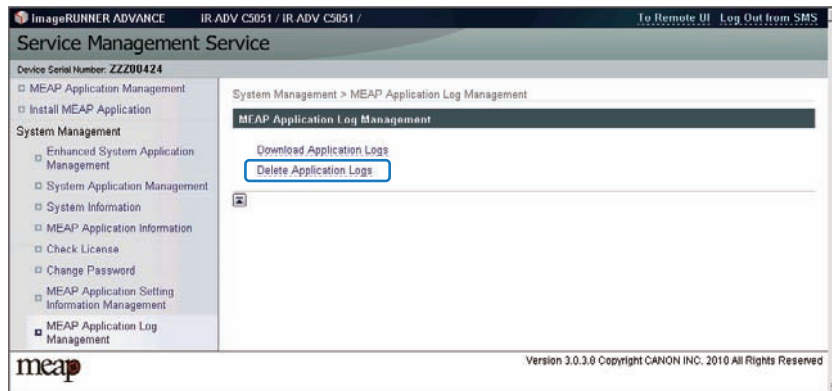 imageRUNNER ADVANCE iR ADV C5051 / iR ADV C5051 / To Remote UI Log Out from SMS
Service Management Service
Device Serial Number: ZZZ00424
MEAP Application Management
Install MEAP Application
System Management
Enhanced System Application
Management
System Application Management
System Information
MEAP Application Information
Check License
Change Password
MEAP Application Setting
Information Management
MEAP Application Log
Management
System Management > MEAP Application Log Management
MEAP Application Log Management
Download Application Logs
Delete Application Logs
meap
Version 3.0.3.8 Copyright CANON INC. 2010 All Rights Reserved